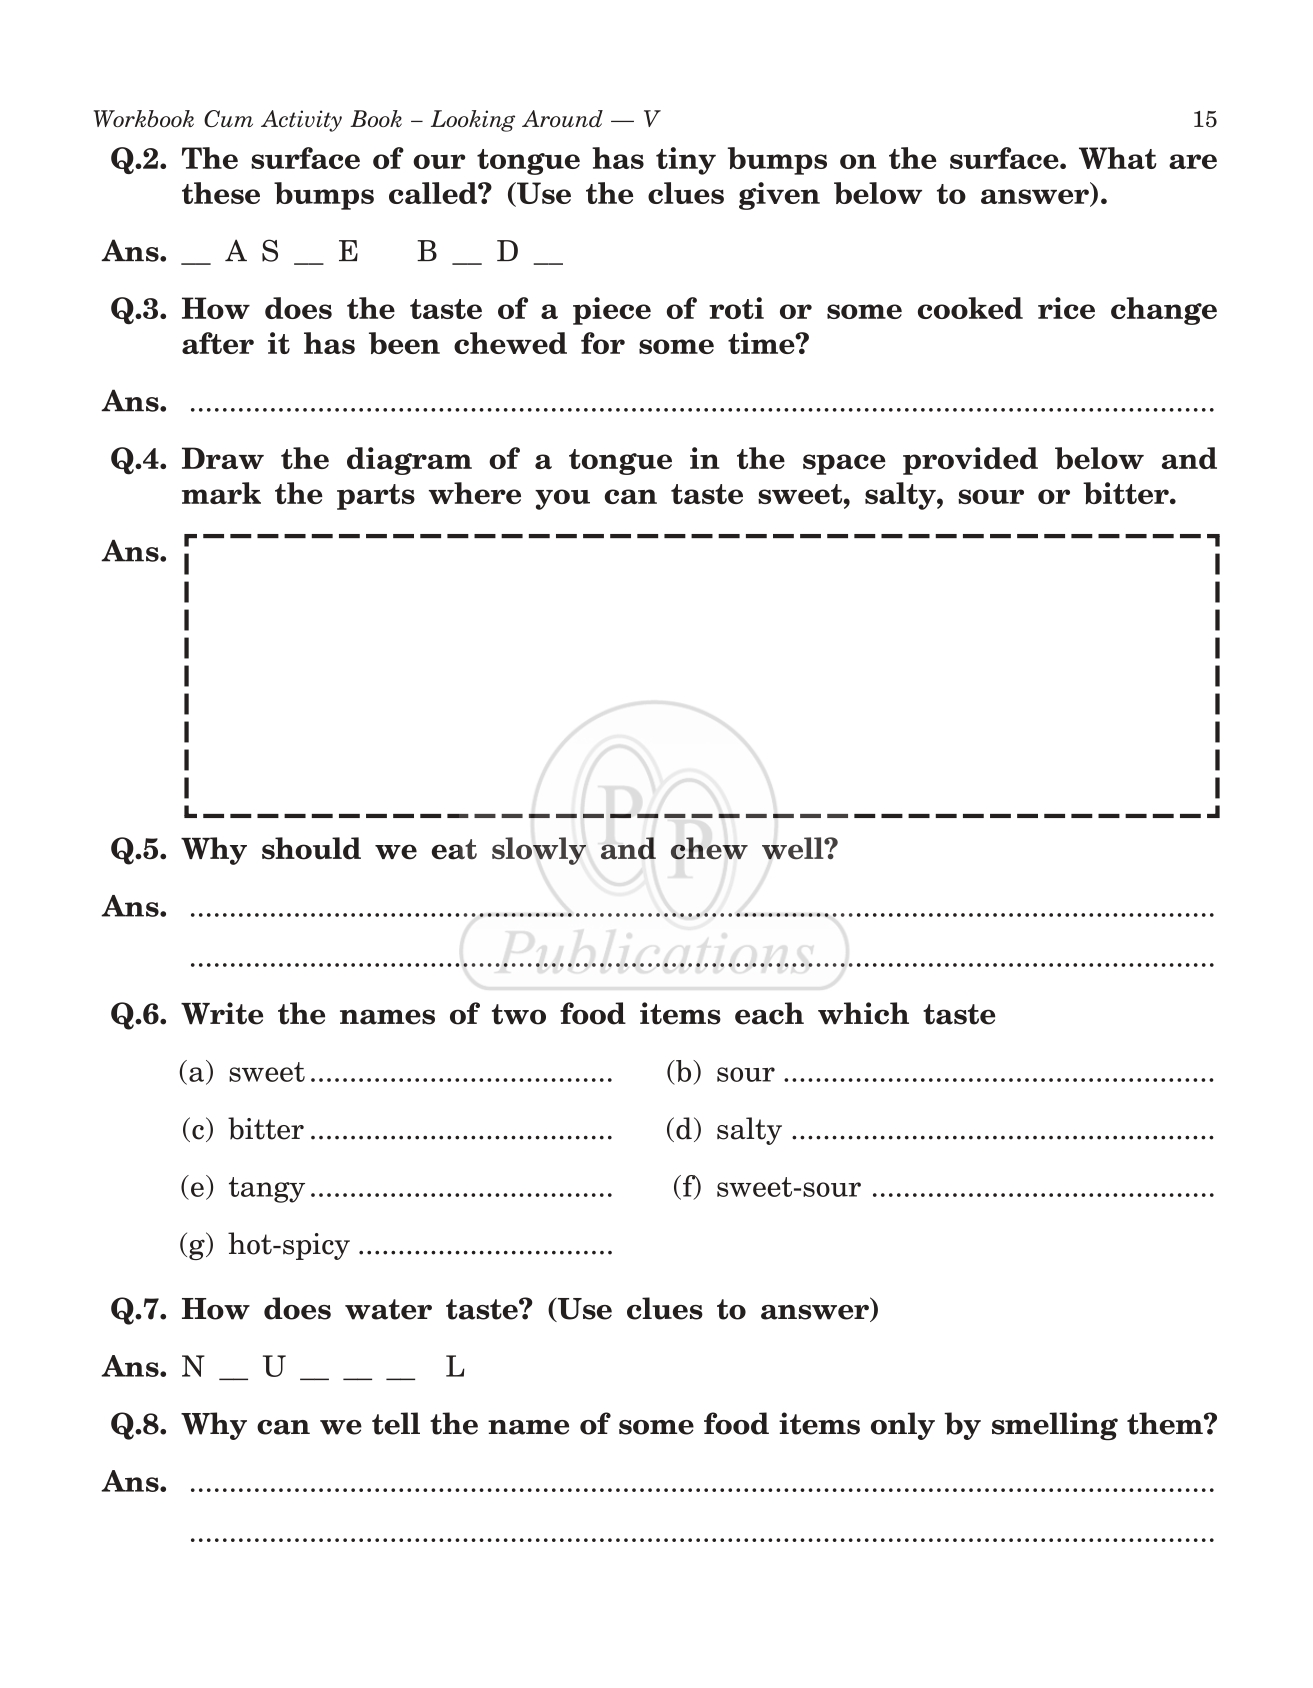 Workbook Cum Activity Book – Looking Around — V 15
Q.2. The surface of our tongue has tiny bumps on the surface. What are
these bumps called? (Use the clues given below to answer).
Ans. __ A S __ E B __ D __
Q.3. How does the taste of a piece of roti or some cooked rice change
after it has been chewed for some time?
Ans. ................................................................
Q.4. Draw the diagram of a tongue in the space provided below and
mark the parts where you can taste sweet, salty, sour or bitter.
Ans.
P P
Q.5. Why should we eat slowly and chew well?
Ans. ................................................................
Publications
................................................................
Q.6. Write the names of two food items each which taste
(a) sweet ...................................... (b) sour ......................................
(c) bitter ...................................... (d) salty ......................................
(e) tangy ...................................... (f) sweet-sour ......................................
(g) hot-spicy ................................
Q.7. How does water taste? (Use clues to answer)
Ans. N __ U __ __ __ L
Q.8. Why can we tell the name of some food items only by smelling them?
Ans. ................................................................
................................................................